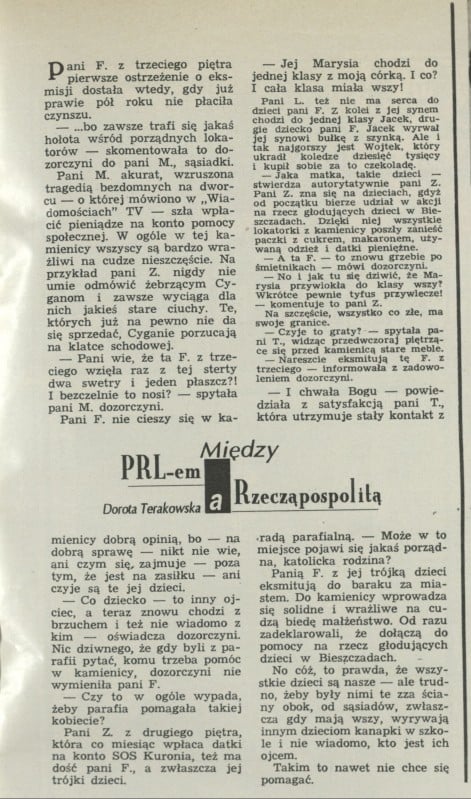 Między
PRL-em
a Rzecząpospolitą
Dorota Terakowska
Pani F. z trzeciego piętra
pierwsze ostrzeżenie o eks-
misji dostała wtedy, gdy już
prawie pół roku nie płaciła
czynszu.
— ...bo zawsze trafi się jakaś
hołota wśród porządnych loka-
torów — skomentowała to do-
zorczyni do pani M., sąsiadki.
Pani M. akurat, wzruszona
tragedią bezdomnych na dwor-
cu — o której mówiono w „Wia-
domościach" TV — szła wpła-
cić pieniądze na konto pomocy
społecznej. W ogóle w tej ka-
mienicy wszyscy są bardzo wra-
żliwi na cudze nieszczęście. Na
przykład pani Z. nigdy nie
umie odmówić żebrzącym Cy-
ganom i zawsze wyciąga dla
nich jakieś stare ciuchy. Te,
których już na pewno nie da
się sprzedać, Cyganie porzucają
na klatce schodowej.
— Pani wie, że ta F. z trze-
ciego wzięła raz z tej sterty
dwa swetry i jeden płaszcz?!
I bezczelnie to nosi? — spytała
pani M. dozorczyni.
Pani F. nie cieszy się w ka-
mienicy dobrą opinią, bo — na
dobrą sprawę — nikt nie wie,
ani czym się zajmuje — poza
tym, że jest na zasiłku — ani
czyje są te jej dzieci.
— Co dziecko — to inny oj-
ciec, a teraz znowu chodzi z
brzuchem i też nie wiadomo z
kim — oświadcza dozorczyni.
Nic dziwnego, że gdy byli z pa-
rafii pytać, komu trzeba pomóc
w kamienicy, dozorczyni nie
wymieniła pani F.
— Czy to w ogóle wypada,
żeby parafia pomagała takiej
kobiecie?
Pani Z. z drugiego piętra,
która co miesiąc wpłaca datki
na konto SOS Kuronia, też ma
dość pani F., a zwłaszcza jej
trójki dzieci.
— Jej Marysia chodzi do
jednej klasy z moją córką. I co?
I cała klasa miała wszy!
Pani L. też nie ma serca do
dzieci pani F. Z kolei z jej synem
chodzi do jednej klasy Jacek, dru-
gie dziecko pani F. Jacek wyrwał
jej synowi bułkę z szynką. Ale i
tak najgorszy jest Wojtek, który
ukradł koledze dziesięć tysięcy
i kupił sobie za to czekoladę.
— Jaka matka, takie dzieci —
stwierdza autorytatywnie pani Z.
Pani Z. zna się na dzieciach, gdyż
od początku bierze udział w akcji
na rzecz głodujących dzieci w Bie-
szczadach. Dzięki niej wszystkie
lokatorki z kamienicy poszły zanieść
paczki z cukrem, makaronem, uży-
waną odzież i datki pieniężne.
— A ta F. — to znowu grzebie po
śmietnikach — mówi dozorczyni.
— No i jak tu się dziwić, że Ma-
rysia przywlokła do klasy wszy?
Wkrótce pewnie tyfus przywlecze!
— komentuje to pani Z.
Na szczęście, wszystko co złe, ma
swoje granice.
— Czyje to graty? — spytała pa-
ni T., widząc przedwczoraj piętrzą-
ce się przed kamienicą stare meble.
— Nareszcie eksmitują tę F. z
trzeciego — informowała z zadowo-
leniem dozorczyni.
— I chwała Bogu — powie-
działa z satysfakcją pani T.,
która utrzymuje stały kontakt z
radą parafialną. — Może w to
miejsce pojawi się jakaś porząd-
na, katolicka rodzina?
Panią F. z jej trójką dzieci
eksmitują do baraku za mia-
stem. Do kamienicy wprowadza
się solidne i wrażliwe na cu-
dzą biedę małżeństwo. Od razu
zadeklarowali, że dołączą do
pomocy na rzecz głodujących
dzieci w Bieszczadach.
No cóż, to prawda, że wszy-
stkie dzieci są nasze — ale trud-
no, żeby były nimi te zza ścia-
ny obok, od sąsiadów, zwłasz-
cza gdy mają wszy, wyrywają
innym dzieciom kanapki w szko-
le i nie wiadomo, kto jest ich
ojcem.
Takim to nawet nie chce się
pomagać.